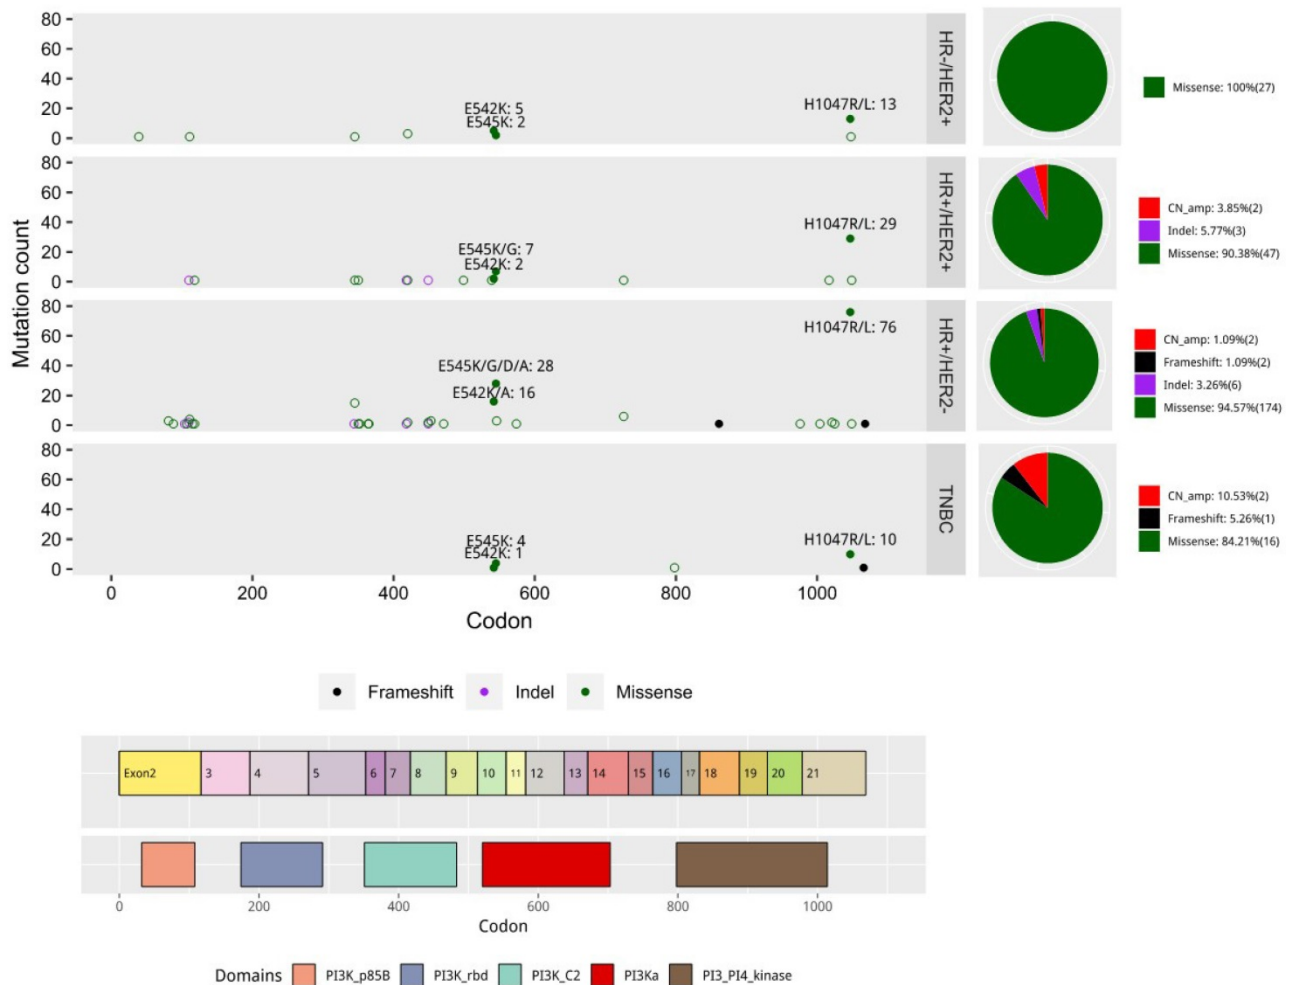 Mutation count
80
60
40
20
0
E542K: 5
E545K: 2
H1047R/L: 13
HR-/HER2+
Missense: 100%(27)
80
60
40
20
0
E545K/G: 7
E542K: 2
H1047R/L: 29
HR+/HER2+
CN_amp: 3.85%(2)
Indel: 5.77%(3)
Missense: 90.38%(47)
80
60
40
20
0
E545K/G/D/A: 28
E542K/A: 16
H1047R/L: 76
HR+/HER2-
CN_amp: 1.09%(2)
Frameshift: 1.09%(2)
Indel: 3.26%(6)
Missense: 94.57%(174)
80
60
40
20
0
E545K: 4
E542K: 1
H1047R/L: 10
TNBC
CN_amp: 10.53%(2)
Frameshift: 5.26%(1)
Missense: 84.21%(16)
0 200 400 600 800 1000
Codon
Frameshift Indel Missense
Exon2 3 4 5 6 7 8 9 10 11 12 13 14 15 16 17 18 19 20 21
0 200 400 600 800 1000
Codon
Domains PI3K_p85B PI3K_rbd PI3K_C2 PI3Ka PI3_PI4_kinase